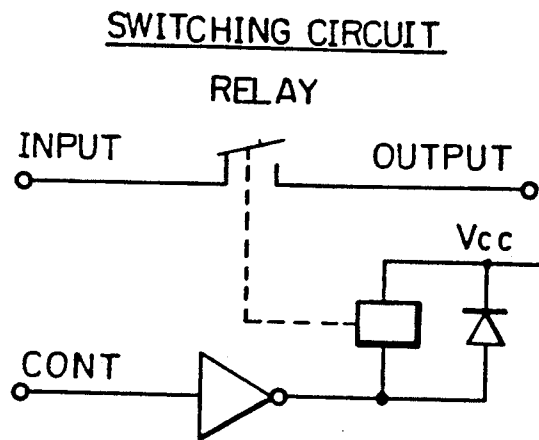 SWITCHING CIRCUIT
RELAY
INPUT
OUTPUT
Vcc
CONT